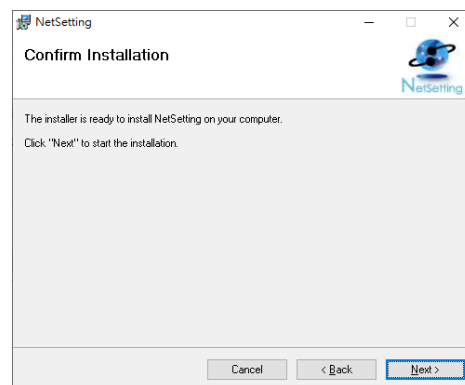 NetSetting
Confirm Installation
NetSetting
The installer is ready to install NetSetting on your computer.
Click "Next" to start the installation.
Cancel
< Back
Next >